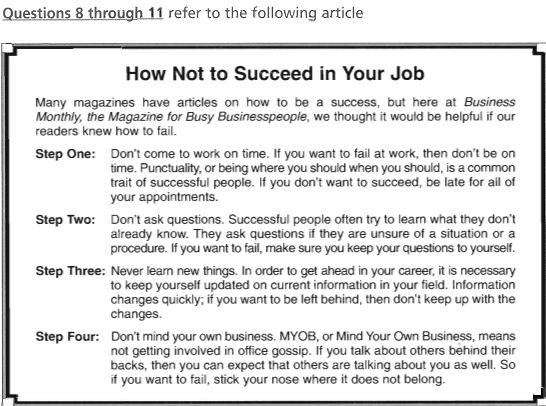 Questions 8 through 11 refer to the following article
How Not to Succeed in Your Job
Many magazines have articles on how to be a success, but here at Business
Monthly, the Magazine for Busy Businesspeople, we thought it would be helpful if our
readers knew how to fail.
Step One: Don't come to work on time. If you want to fail at work, then don't be on
time. Punctuality, or being where you should when you should, is a common
trait of successful people. If you don't want to succeed, be late for all of
your appointments.
Step Two: Don't ask questions. Successful people often try to learn what they don't
already know. They ask questions if they are unsure of a situation or a
procedure. If you want to fail, make sure you keep your questions to yourself.
Step Three: Never learn new things. In order to get ahead in your career, it is necessary
to keep yourself updated on current information in your field. Information
changes quickly; if you want to be left behind, then don't keep up with the
changes.
Step Four: Don't mind your own business. MYOB, or Mind Your Own Business, means
not getting involved in office gossip. If you talk about others behind their
backs, then you can expect that others are talking about you as well. So
if you want to fail, stick your nose where it does not belong.